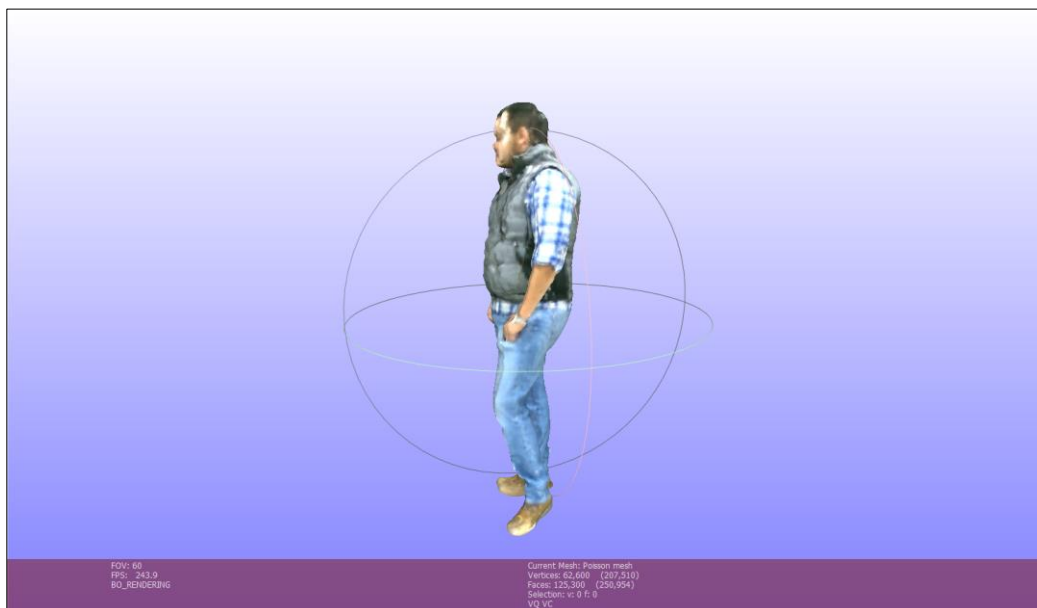 FOV: 60
FPS: 243.9
BO_RENDERING
Current Mesh: Poisson mesh
Vertices: 62,600 (207,510)
Faces: 125,300 (250,954)
Selection: v: 0 f: 0
VQ VC